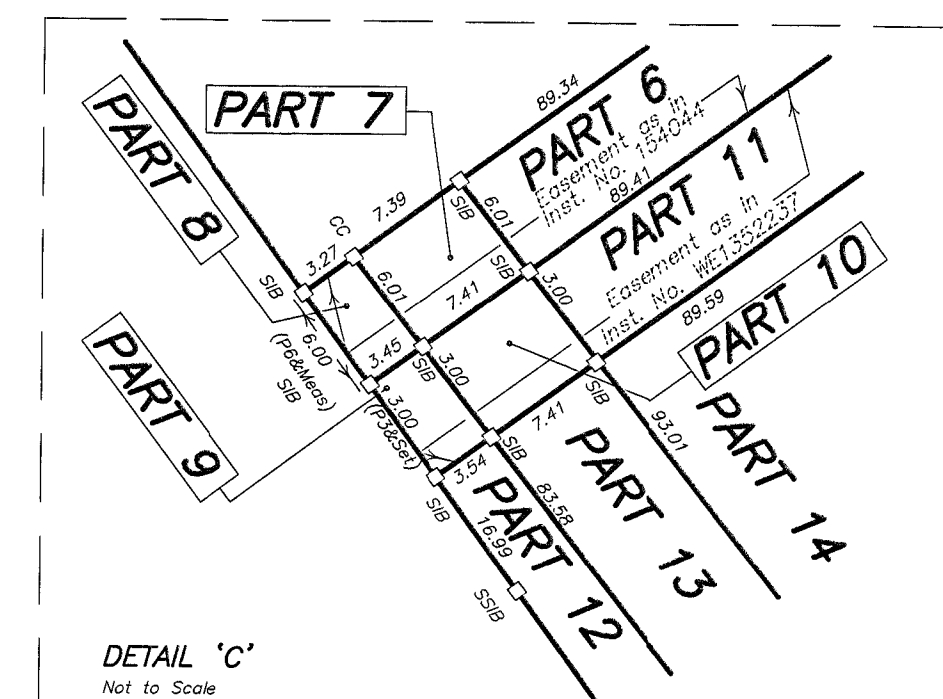 PART 7
PART 8
PART 6
89.34
Easement as in
Inst. No. 154044
89.41
PART 11
Easement as in
Inst. No. WE1352237
89.59
PART 10
SIB
6.01
7.39
CC
3.27
SIB
6.01
7.41
SIB
3.00
6.00
(P6&Meas)
SIB
3.45
SIB
3.00
SIB
7.41
3.00
(P3&Set)
PART 9
SIB
3.54
SIB
93.01
83.58
16.99
SSIB
PART 12
PART 13
PART 14
DETAIL 'C'
Not to Scale